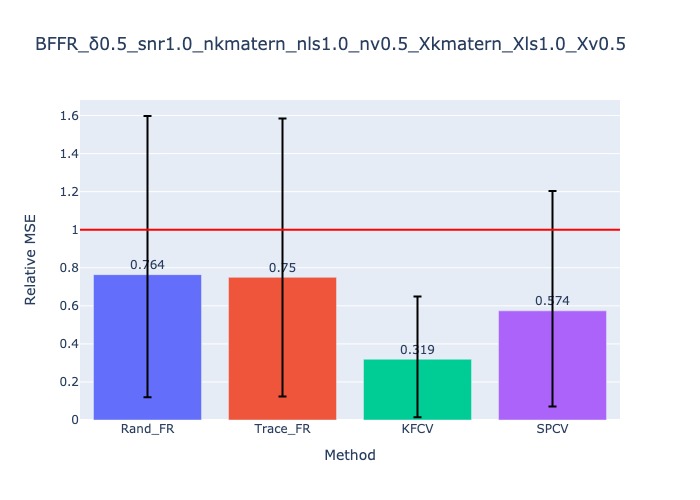 BFFR_δ0.5_snr1.0_nkmatern_nls1.0_nv0.5_Xkmatern_Xls1.0_Xv0.5
1.6
1.4
1.2
1
0.8
0.6
0.4
0.2
0
Relative MSE
0.764
0.75
0.319
0.574
Rand_FR
Trace_FR
KFCV
SPCV
Method